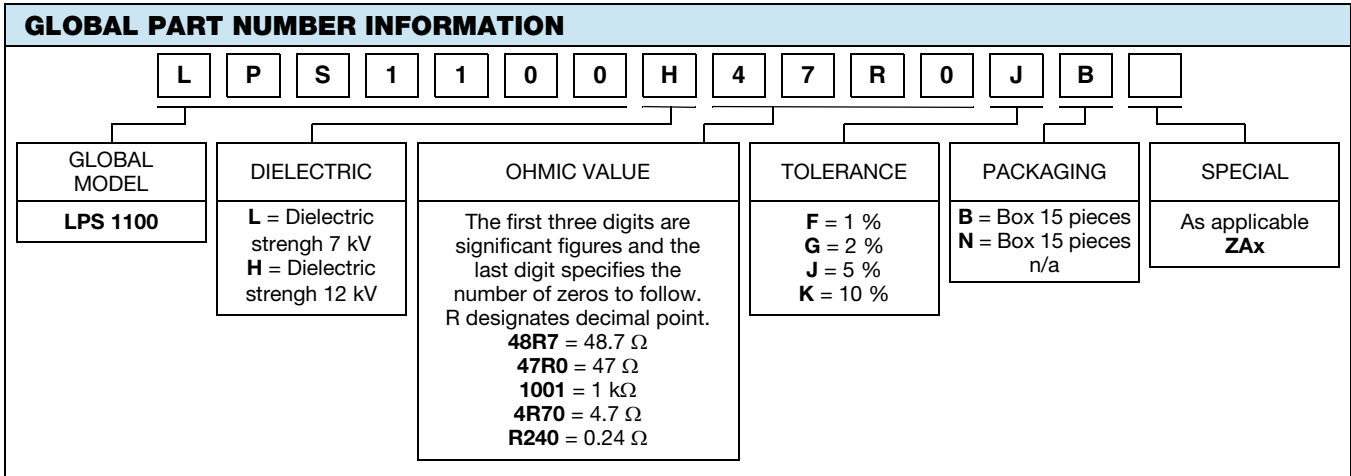 GLOBAL PART NUMBER INFORMATION
L P S 1 1 0 0 H 4 7 R 0 J B
GLOBAL
MODEL
LPS 1100
DIELECTRIC
L = Dielectric
strengh 7 kV
H = Dielectric
strengh 12 kV
OHMIC VALUE
The first three digits are
significant figures and the
last digit specifies the
number of zeros to follow.
R designates decimal point.
48R7 = 48.7 Ω
47R0 = 47 Ω
1001 = 1 kΩ
4R70 = 4.7 Ω
R240 = 0.24 Ω
TOLERANCE
F = 1 %
G = 2 %
J = 5 %
K = 10 %
PACKAGING
B = Box 15 pieces
N = Box 15 pieces
n/a
SPECIAL
As applicable
ZAx